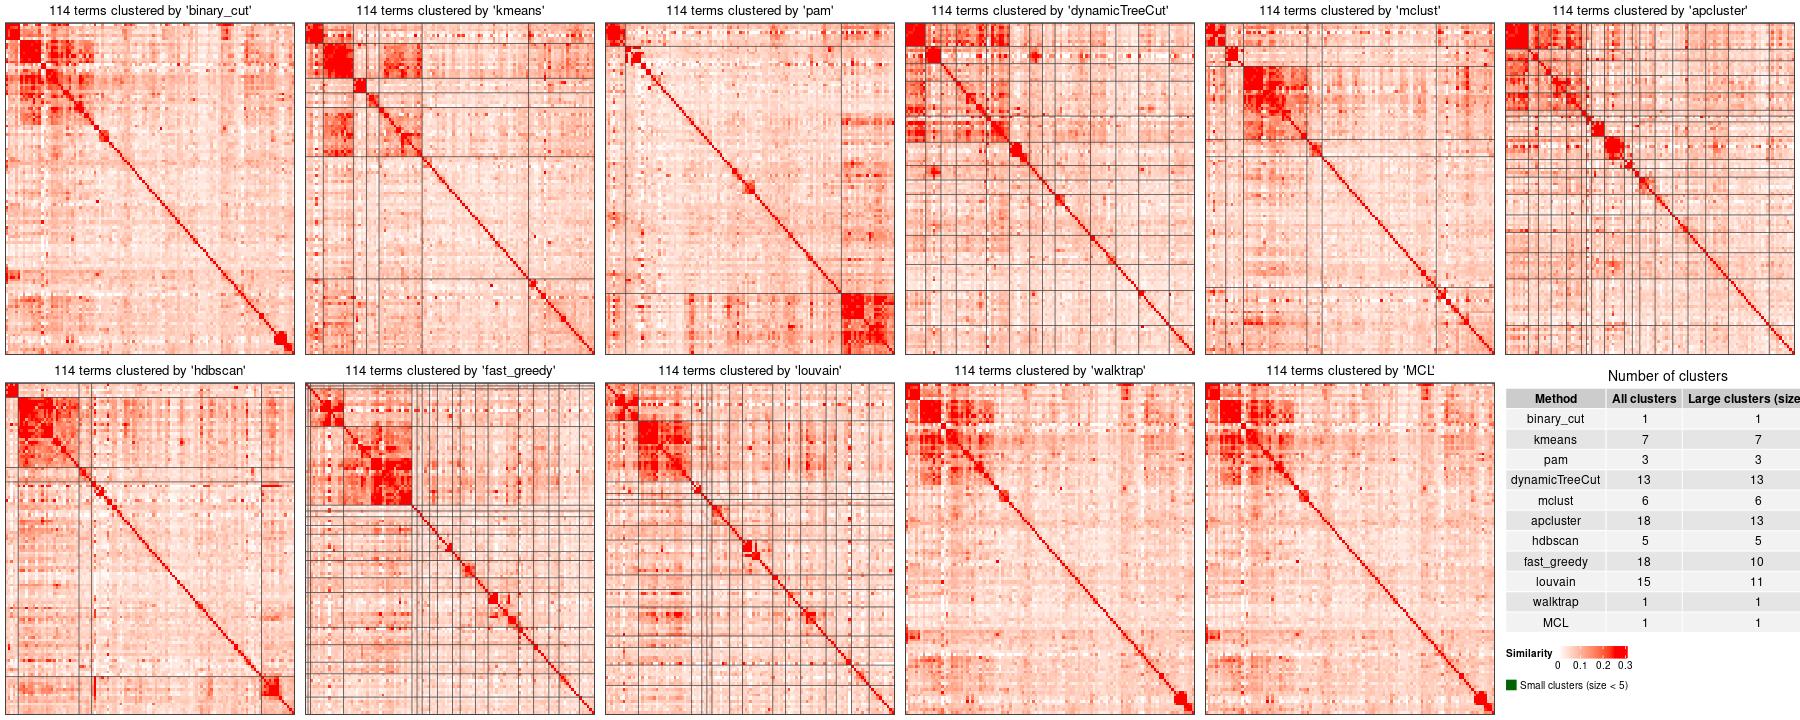 114 terms clustered by 'binary_cut'
114 terms clustered by 'kmeans'
114 terms clustered by 'pam'
114 terms clustered by 'dynamicTreeCut'
114 terms clustered by 'mclust'
114 terms clustered by 'apcluster'
114 terms clustered by 'hdbscan'
114 terms clustered by 'fast_greedy'
114 terms clustered by 'louvain'
114 terms clustered by 'walktrap'
114 terms clustered by 'MCL'
Number of clusters
Method All clusters Large clusters (size
binary_cut 1 1
kmeans 7 7
pam 3 3
dynamicTreeCut 13 13
mclust 6 6
apcluster 18 13
hdbscan 5 5
fast_greedy 18 10
louvain 15 11
walktrap 1 1
MCL 1 1
Similarity
0 0.1 0.2 0.3
Small clusters (size < 5)